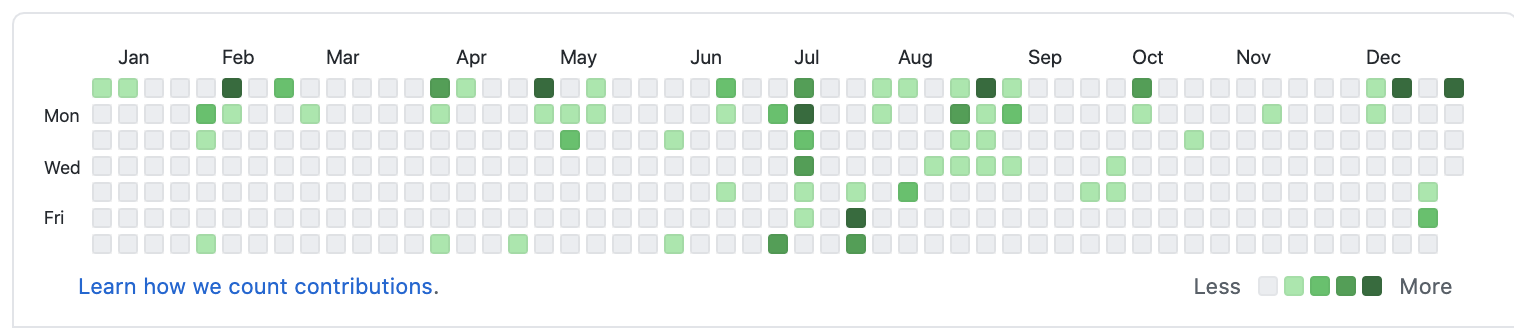 Jan Feb Mar Apr May Jun Jul Aug Sep Oct Nov Dec
Mon
Wed
Fri
Learn how we count contributions.
Less More